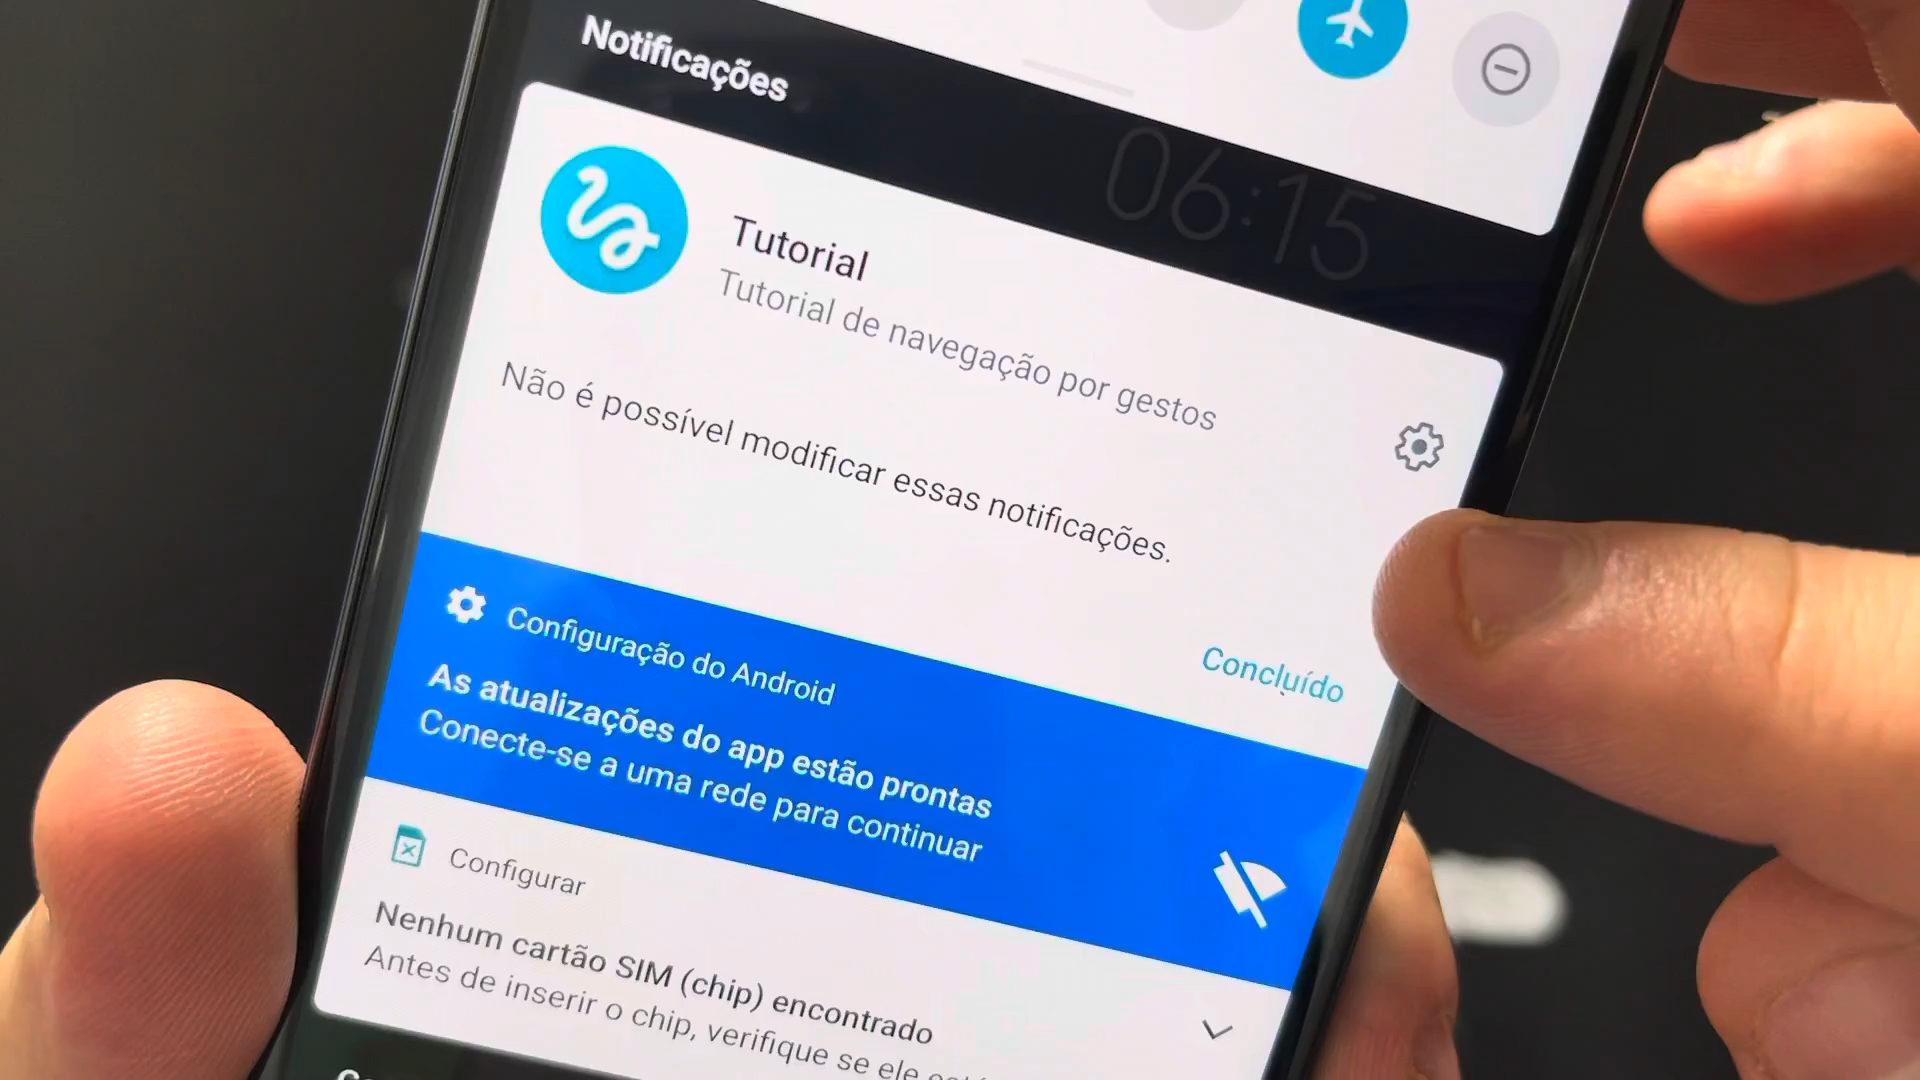 Notificações
06:15
Tutorial
Tutorial de navegação por gestos
Não é possível modificar essas notificações.
Concluído
Configuração do Android
As atualizações do app estão prontas
Conecte-se a uma rede para continuar
Configurar
Nenhum cartão SIM (chip) encontrado
Antes de inserir o chip, verifique se ele